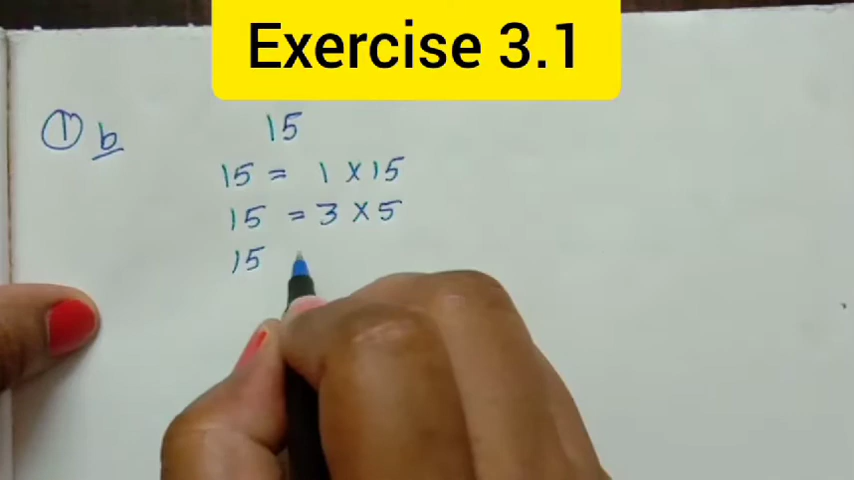 Exercise 3.1
① b 15
15 = 1 x 15
15 = 3 x 5
15